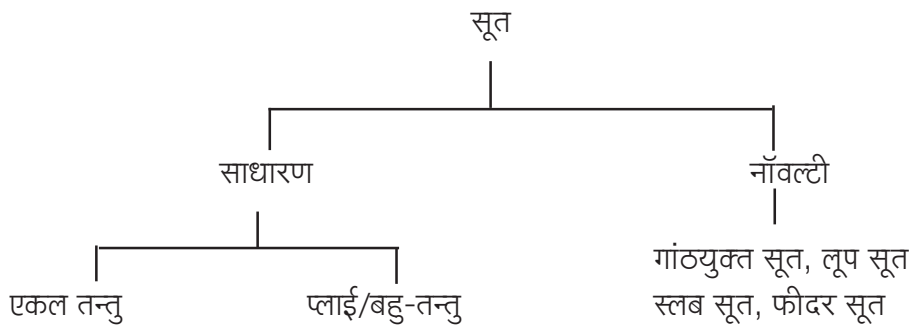 सूत
साधारण
नॉवल्टी
एकल तन्तु
प्लाई/बहु-तन्तु
गांठयुक्त सूत, लूप सूत
स्लब सूत, फीदर सूत